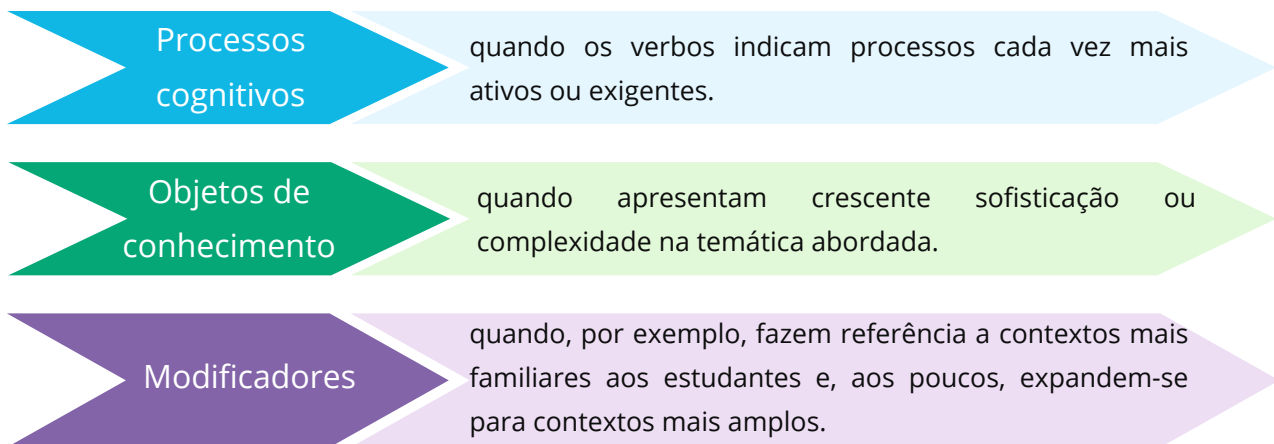 Processos
cognitivos
quando os verbos indicam processos cada vez mais
ativos ou exigentes.
Objetos de
conhecimento
quando apresentam crescente sofisticação ou
complexidade na temática abordada.
Modificadores
quando, por exemplo, fazem referência a contextos mais
familiares aos estudantes e, aos poucos, expandem-se
para contextos mais amplos.